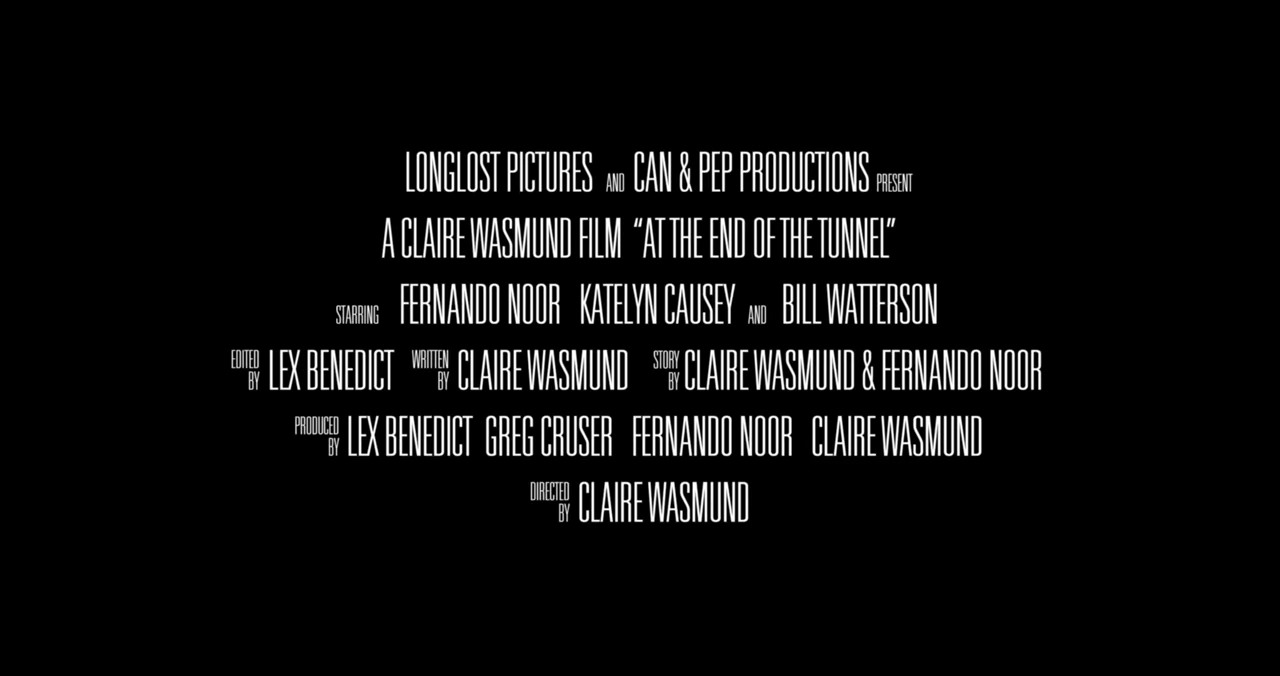 LONGLOST PICTURES AND CAN & PEP PRODUCTIONS PRESENT
A CLAIRE WASMUND FILM “AT THE END OF THE TUNNEL”
STARRING FERNANDO NOOR KATELYN CAUSEY AND BILL WATTERSON
EDITED BY LEX BENEDICT WRITTEN BY CLAIRE WASMUND STORY BY CLAIRE WASMUND & FERNANDO NOOR
PRODUCED BY LEX BENEDICT GREG CRUSER FERNANDO NOOR CLAIRE WASMUND
DIRECTED BY CLAIRE WASMUND